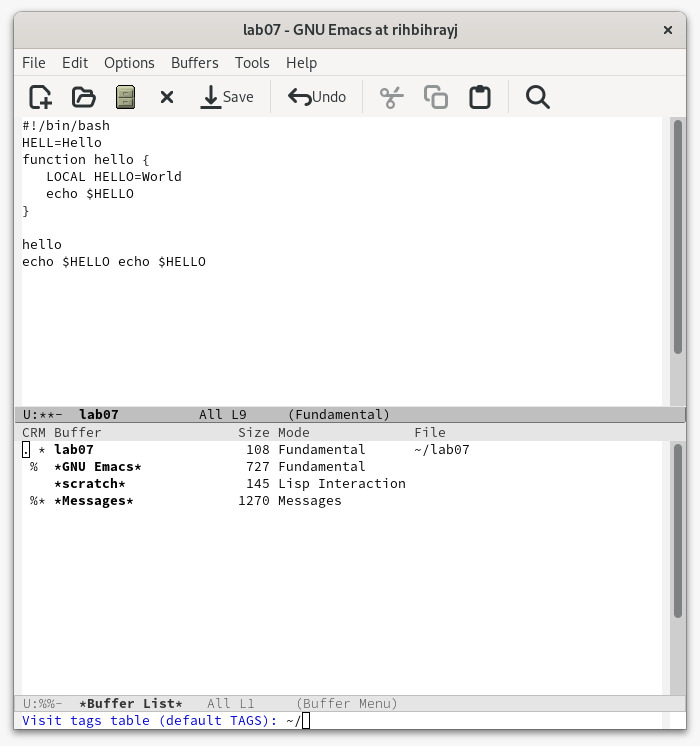 lab07 - GNU Emacs at rihbihrayj ×
File Edit Options Buffers Tools Help
Save Undo
#!/bin/bash
HELL=Hello
function hello {
   LOCAL HELLO=World
   echo $HELLO
}
hello
echo $HELLO echo $HELLO
U:**-  lab07          All L9     (Fundamental)
CRM Buffer                 Size Mode             File
. * lab07                   108 Fundamental      ~/lab07
 %  *GNU Emacs*             727 Fundamental
    *scratch*               145 Lisp Interaction
 %* *Messages*             1270 Messages
U:%%-  *Buffer List*   All L1     (Buffer Menu)
Visit tags table (default TAGS): ~/